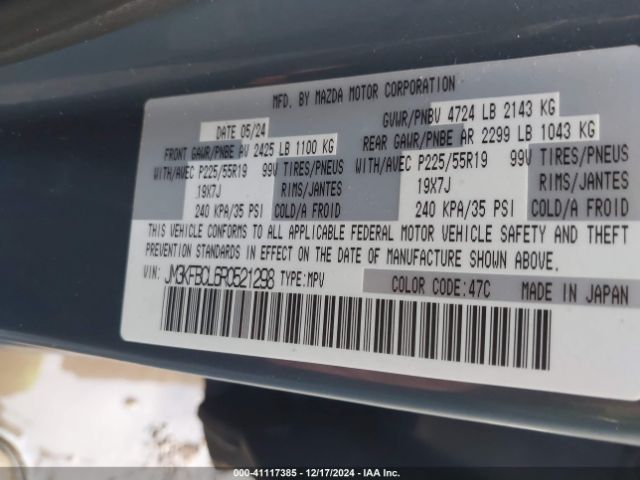 MFD. BY MAZDA MOTOR CORPORATION
DATE 05/24 GVWR/PNBV 4724 LB 2143 KG
FRONT GAWR/PNBE AV 2425 LB 1100 KG REAR GAWR/PNBE AR 2299 LB 1043 KG
WITH/AVEC P225/55R19 99V TIRES/PNEUS WITH/AVEC P225/55R19 99V TIRES/PNEUS
19X7J RIMS/JANTES 19X7J RIMS/JANTES
240 KPA/35 PSI COLD/A FROID 240 KPA/35 PSI COLD/A FROID
THIS VEHICLE CONFORMS TO ALL APPLICABLE FEDERAL MOTOR VEHICLE SAFETY AND THEFT
PREVENTION STANDARDS IN EFFECT ON THE DATE OF MANUFACTURE SHOWN ABOVE.
VIN: JM3KFBCL6R0521298 TYPE: MPV COLOR CODE: 47C MADE IN JAPAN
000-41117385 - 12/17/2024 - IAA Inc.